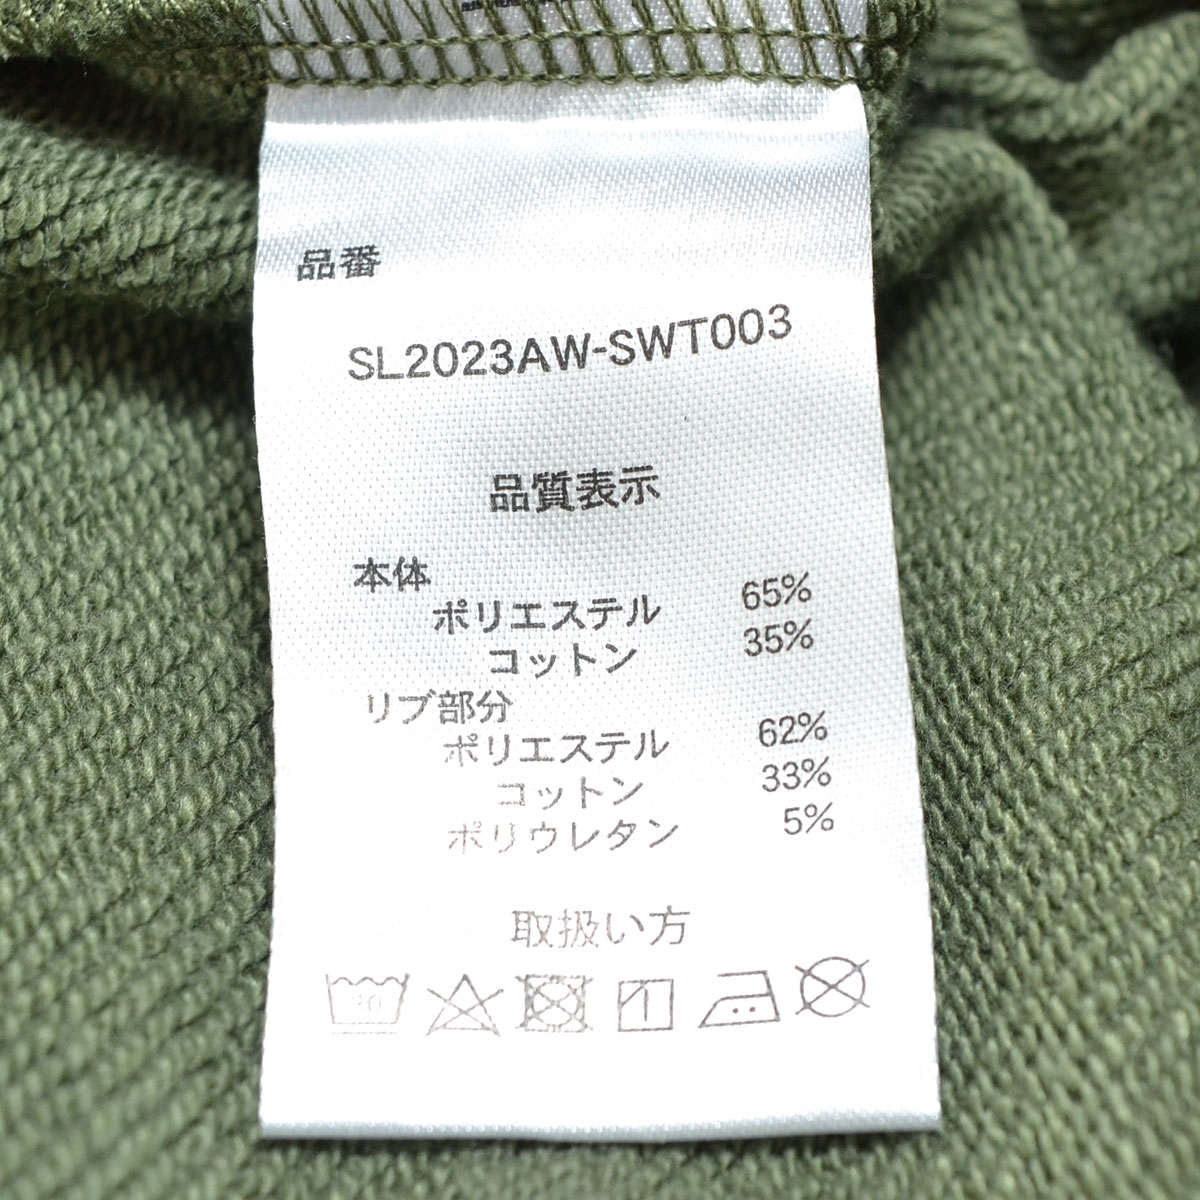 品番
SL2023AW-SWT003
品質表示
本体
ポリエステル 65%
コットン 35%
リブ部分
ポリエステル 62%
コットン 33%
ポリウレタン 5%
取扱い方